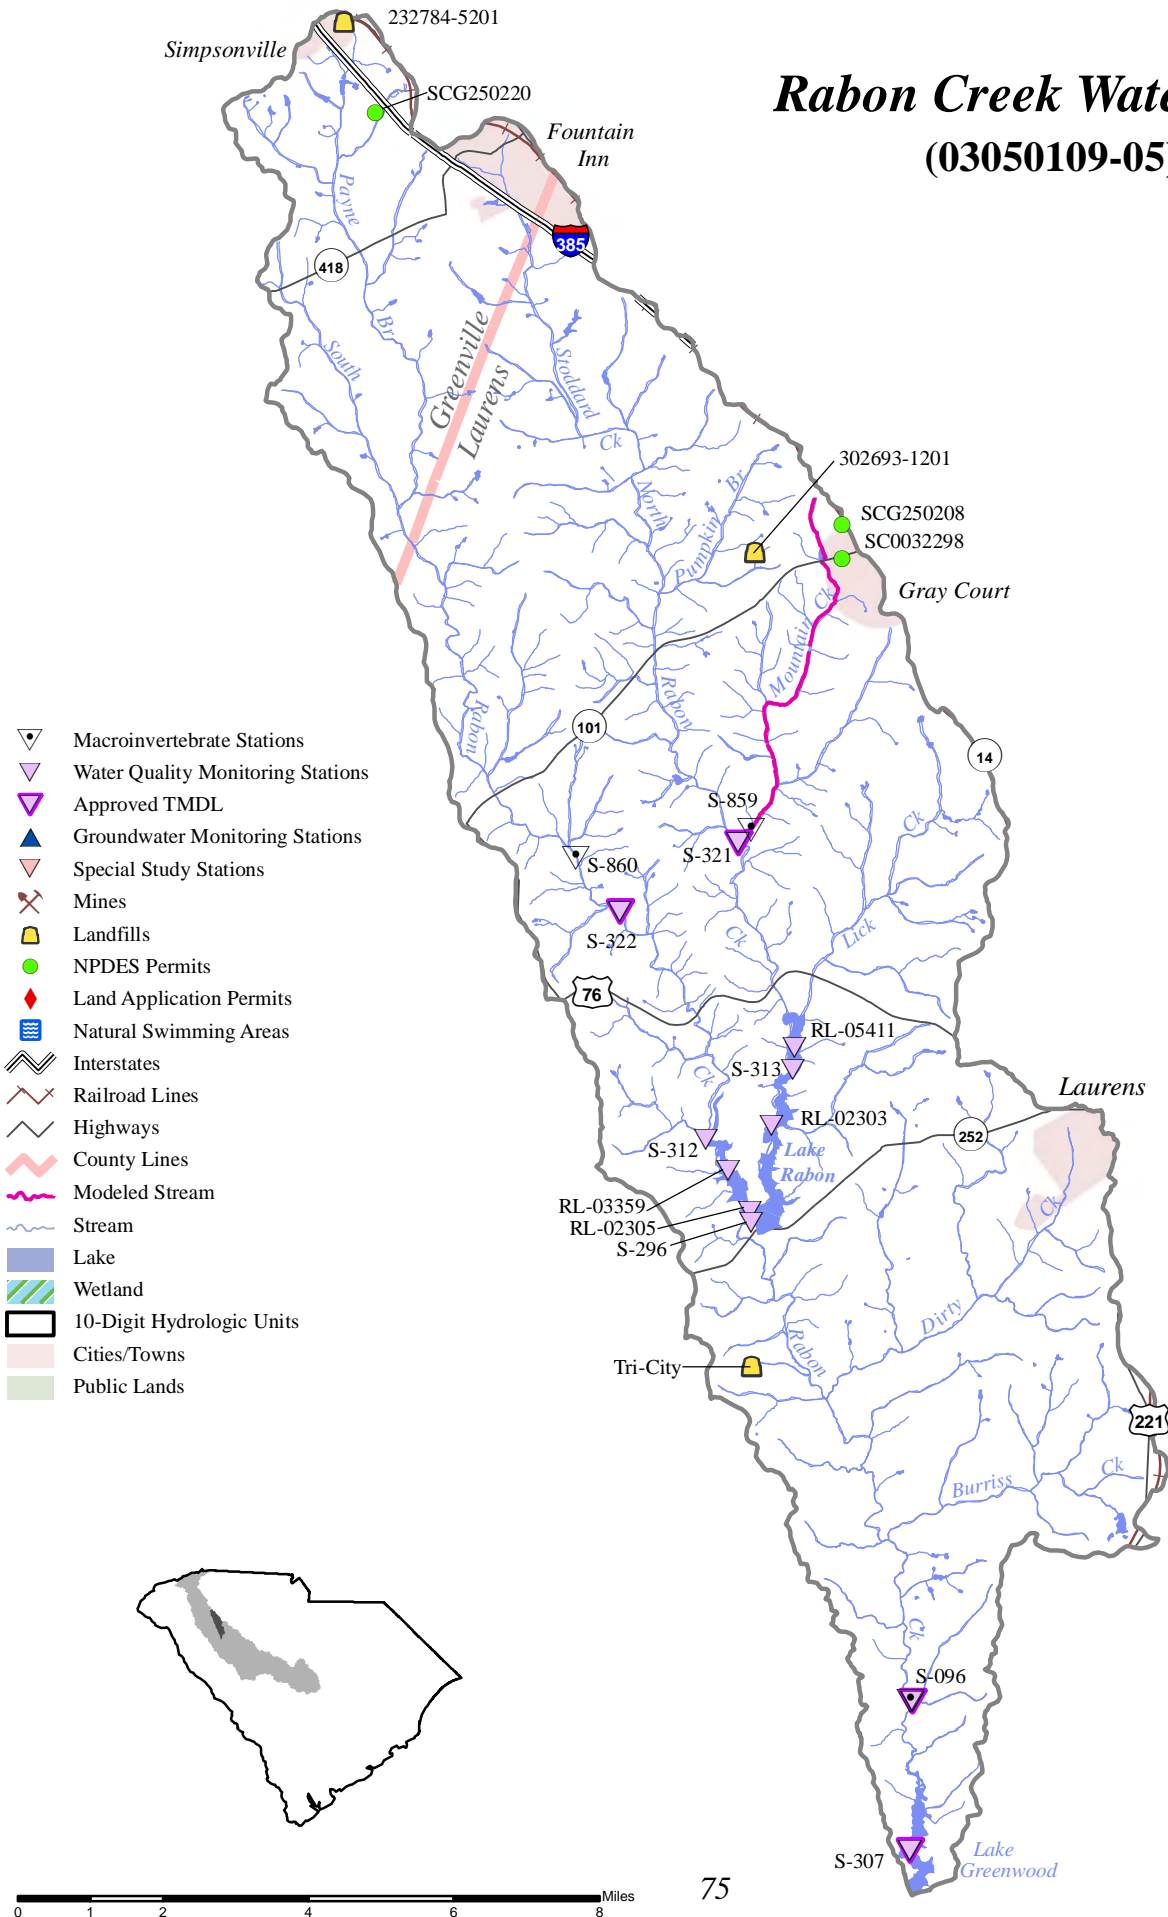 232784-5201
Simpsonville
SCG250220
Rabon Creek Wate
(03050109-05)
Fountain
Inn
Payne
385
418
Br
South
Greenville
Laurens
Stoddard
Ck
302693-1201
Br
North
Pumpkin
SCG250208
SC0032298
Gray Court
Ck
Mountain
Rabon
Rabon
101
14
Ck
S-859
S-321
S-860
Ck
Lick
S-322
76
RL-05411
S-313
Ck
RL-02303
Laurens
252
S-312
Lake
Rabon
RL-03359
RL-02305
S-296
Ck
Dirty
Rabon
Tri-City
221
Ck
Burriss
Ck
S-096
S-307
Lake
Greenwood
Macroinvertebrate Stations
Water Quality Monitoring Stations
Approved TMDL
Groundwater Monitoring Stations
Special Study Stations
Mines
Landfills
NPDES Permits
Land Application Permits
Natural Swimming Areas
Interstates
Railroad Lines
Highways
County Lines
Modeled Stream
Stream
Lake
Wetland
10-Digit Hydrologic Units
Cities/Towns
Public Lands
Miles
0 1 2 4 6 8
75